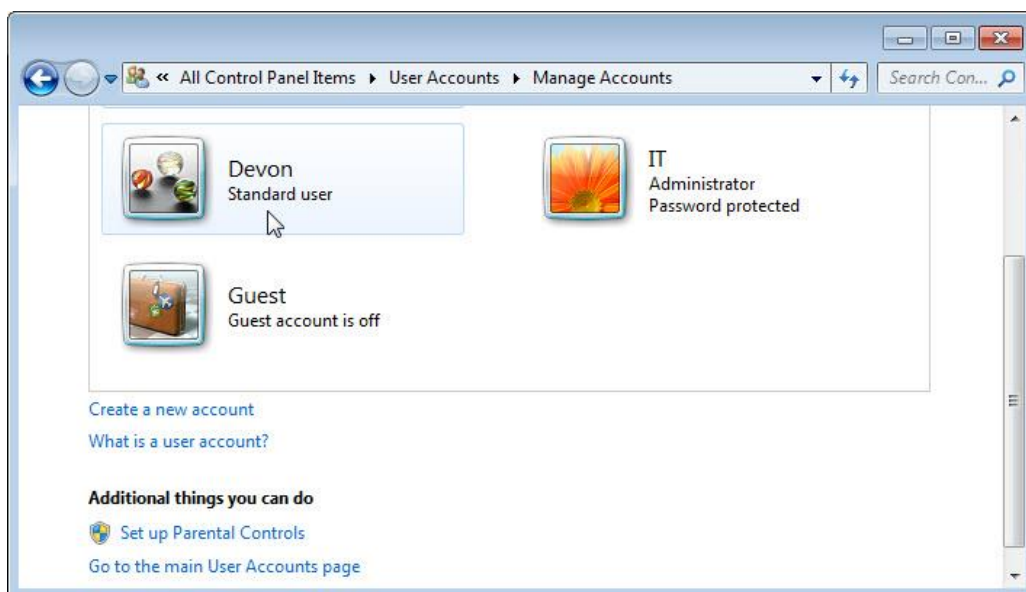 « All Control Panel Items ▸ User Accounts ▸ Manage Accounts
Search Con...
Devon
Standard user
IT
Administrator
Password protected
Guest
Guest account is off
Create a new account
What is a user account?
Additional things you can do
Set up Parental Controls
Go to the main User Accounts page